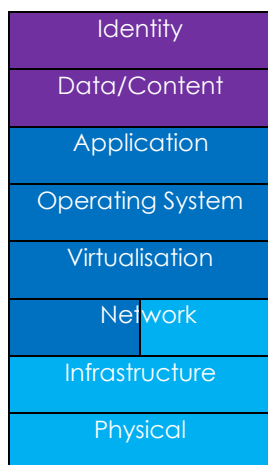 Identity
Data/Content
Application
Operating System
Virtualisation
Network
Infrastructure
Physical